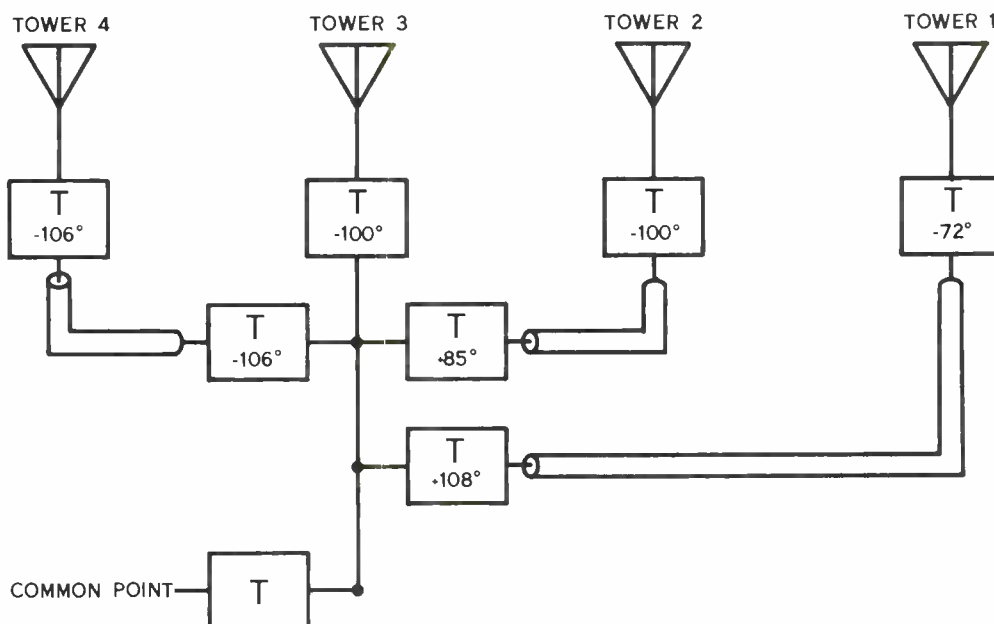 TOWER 4
TOWER 3
TOWER 2
TOWER 1
T
-106°
T
-100°
T
-100°
T
-72°
T
-106°
T
+85°
T
+108°
COMMON POINT
T